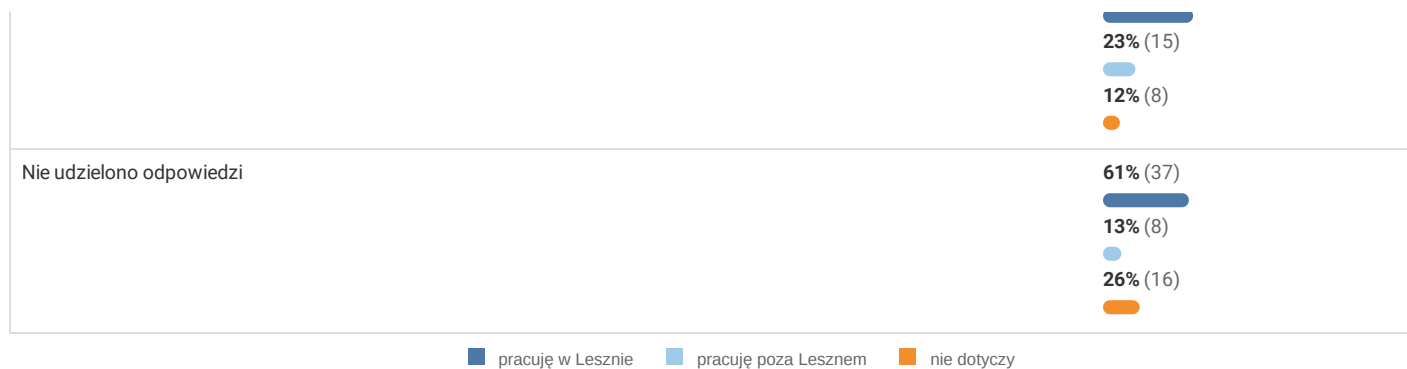 23% (15)
12% (8)
Nie udzielono odpowiedzi 61% (37)
13% (8)
26% (16)
pracuję w Lesznie pracuję poza Lesznem nie dotyczy